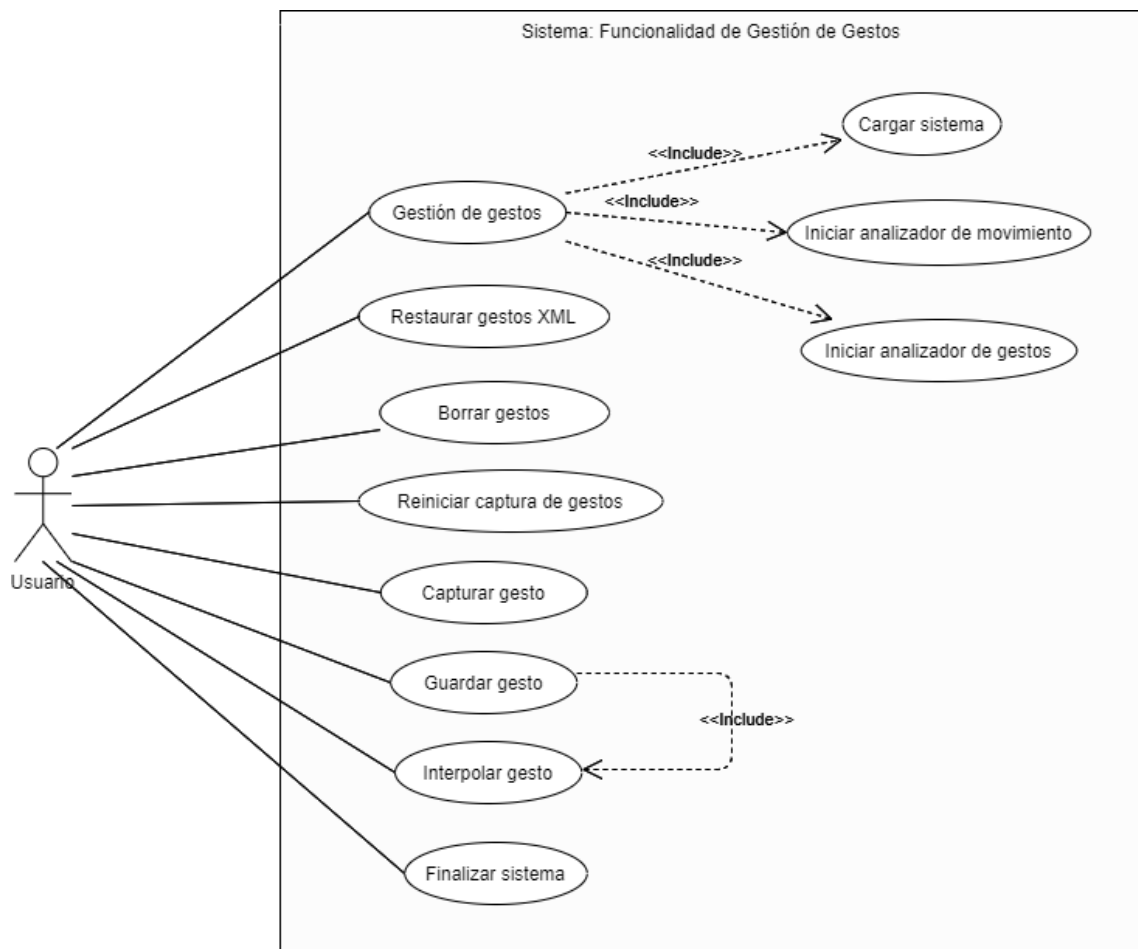 Sistema: Funcionalidad de Gestión de Gestos
Cargar sistema
<<Include>>
Gestión de gestos
<<Include>>
Iniciar analizador de movimiento
<<Include>>
Restaurar gestos XML
Iniciar analizador de gestos
Borrar gestos
Reiniciar captura de gestos
Usuario
Capturar gesto
Guardar gesto
<<Include>>
Interpolar gesto
Finalizar sistema